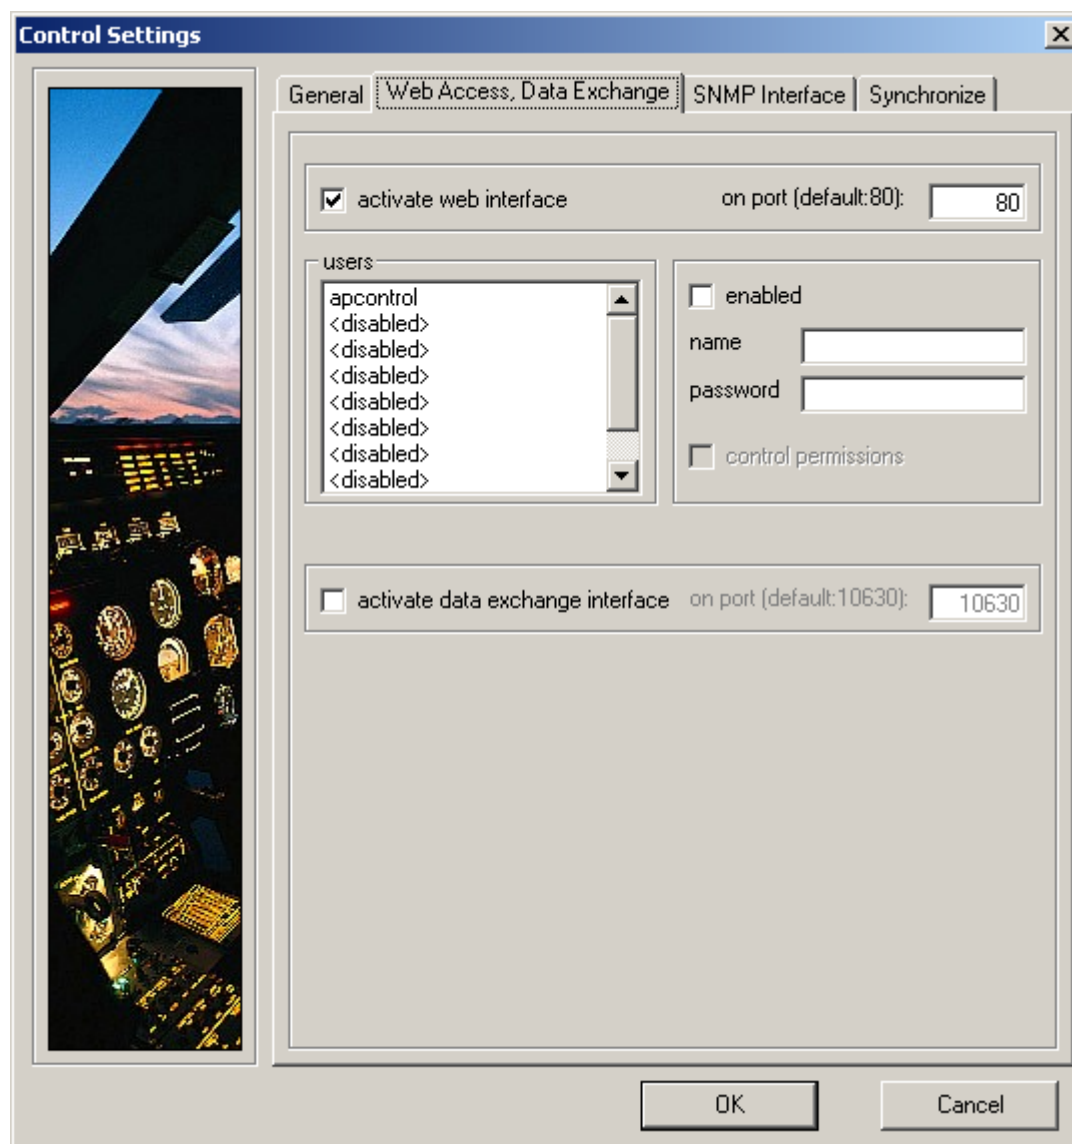 Control Settings
General
Web Access, Data Exchange
SNMP Interface
Synchronize
activate web interface
on port (default:80):
80
users
apcontrol
<disabled>
<disabled>
<disabled>
<disabled>
<disabled>
<disabled>
<disabled>
enabled
name
password
control permissions
activate data exchange interface
on port (default:10630):
10630
OK
Cancel